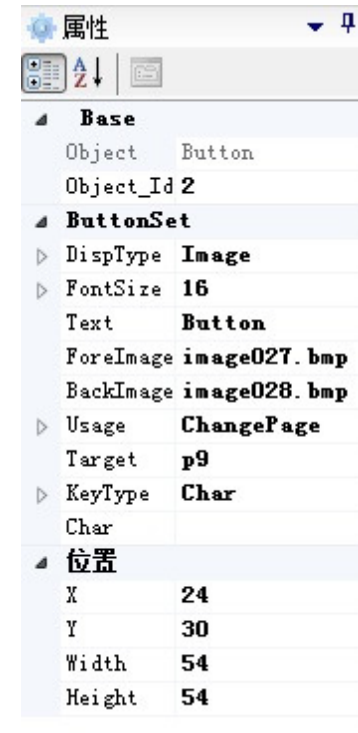 属性
Base
Object Button
Object_Id 2
ButtonSet
DispType Image
FontSize 16
Text Button
ForeImage image027.bmp
BackImage image028.bmp
Usage ChangePage
Target p9
KeyType Char
Char
位置
X 24
Y 30
Width 54
Height 54